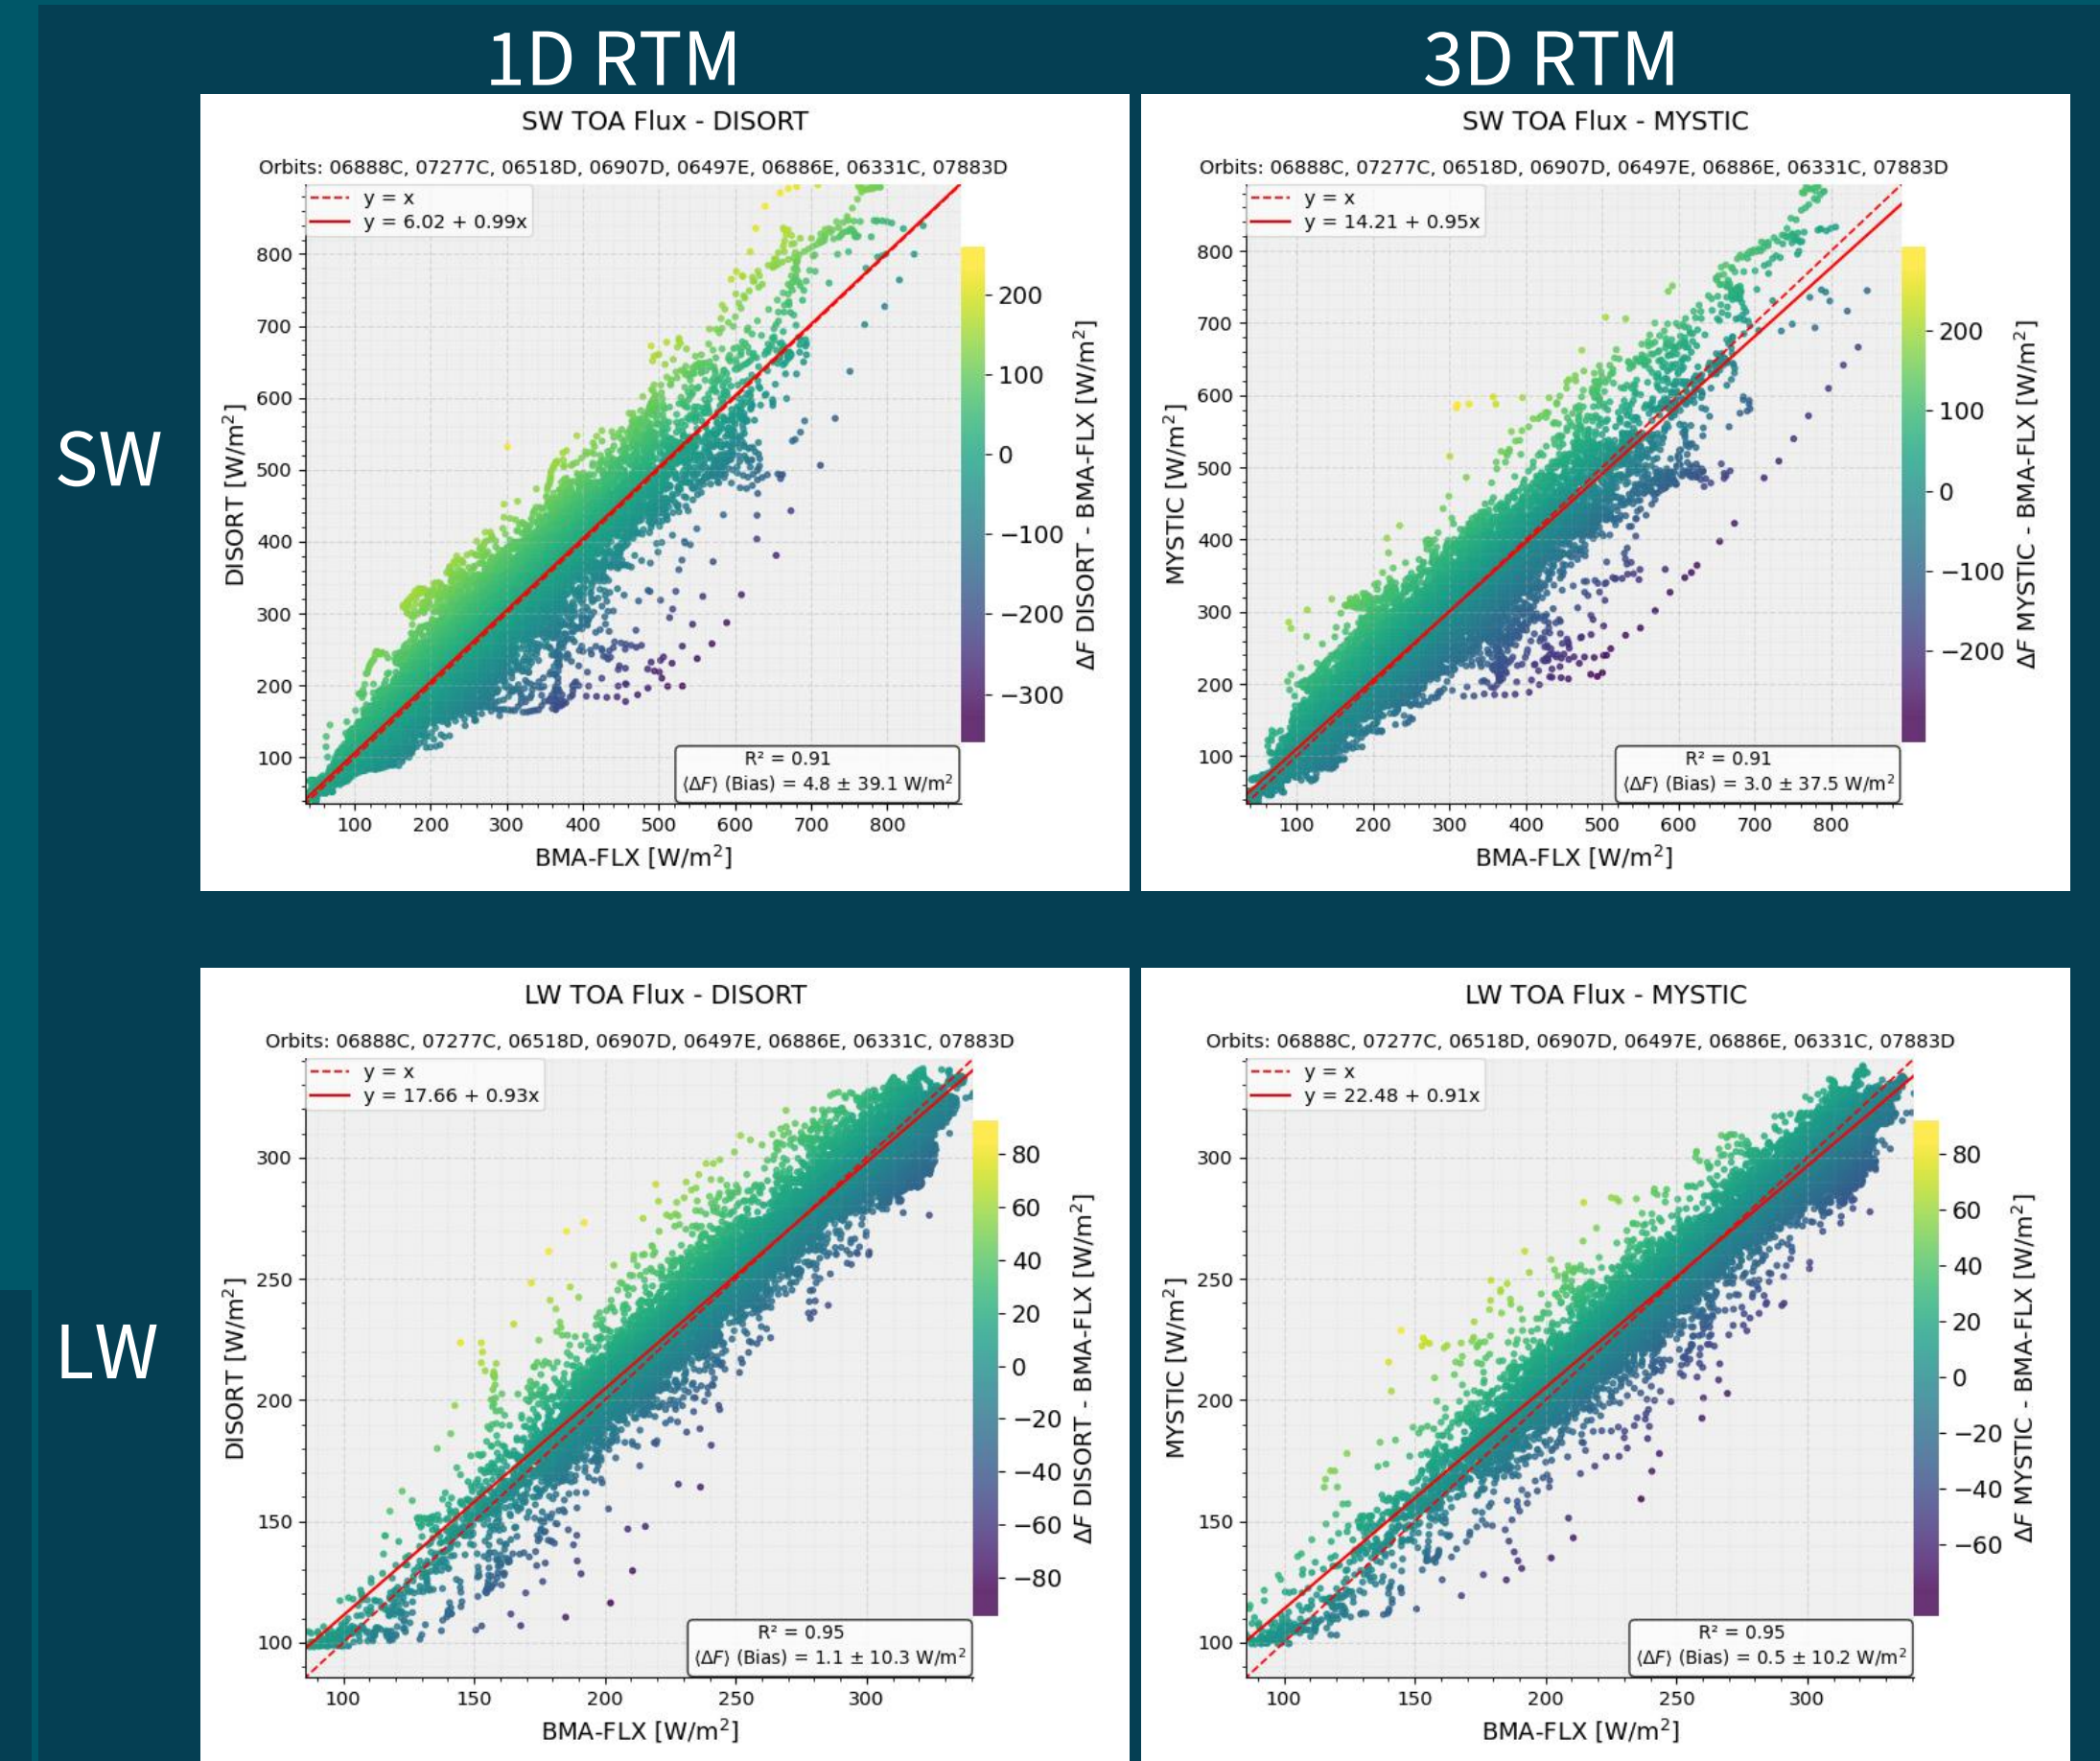 1D RTM
3D RTM
SW
SW TOA Flux - DISORT
Orbits: 06888C, 07277C, 06518D, 06907D, 06497E, 06886E, 06331C, 07883D
y = x
y = 6.02 + 0.99x
800
700
600
500
400
300
200
100
DISORT [W/m²]
100 200 300 400 500 600 700 800
BMA-FLX [W/m²]
R² = 0.91
⟨ΔF⟩ (Bias) = 4.8 ± 39.1 W/m²
200
100
0
−100
−200
−300
ΔF DISORT - BMA-FLX [W/m²]
SW TOA Flux - MYSTIC
Orbits: 06888C, 07277C, 06518D, 06907D, 06497E, 06886E, 06331C, 07883D
y = x
y = 14.21 + 0.95x
800
700
600
500
400
300
200
100
MYSTIC [W/m²]
100 200 300 400 500 600 700 800
BMA-FLX [W/m²]
R² = 0.91
⟨ΔF⟩ (Bias) = 3.0 ± 37.5 W/m²
200
100
0
−100
−200
ΔF MYSTIC - BMA-FLX [W/m²]
LW
LW TOA Flux - DISORT
Orbits: 06888C, 07277C, 06518D, 06907D, 06497E, 06886E, 06331C, 07883D
y = x
y = 17.66 + 0.93x
300
250
200
150
100
DISORT [W/m²]
100 150 200 250 300
BMA-FLX [W/m²]
R² = 0.95
⟨ΔF⟩ (Bias) = 1.1 ± 10.3 W/m²
80
60
40
20
0
−20
−40
−60
−80
ΔF DISORT - BMA-FLX [W/m²]
LW TOA Flux - MYSTIC
Orbits: 06888C, 07277C, 06518D, 06907D, 06497E, 06886E, 06331C, 07883D
y = x
y = 22.48 + 0.91x
300
250
200
150
100
MYSTIC [W/m²]
100 150 200 250 300
BMA-FLX [W/m²]
R² = 0.95
⟨ΔF⟩ (Bias) = 0.5 ± 10.2 W/m²
80
60
40
20
0
−20
−40
−60
ΔF MYSTIC - BMA-FLX [W/m²]